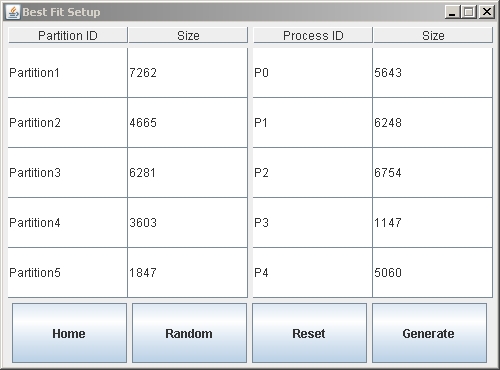 Best Fit Setup
Partition ID Size Process ID Size
Partition1 7262 P0 5643
Partition2 4665 P1 6248
Partition3 6281 P2 6754
Partition4 3603 P3 1147
Partition5 1847 P4 5060
Home Random Reset Generate